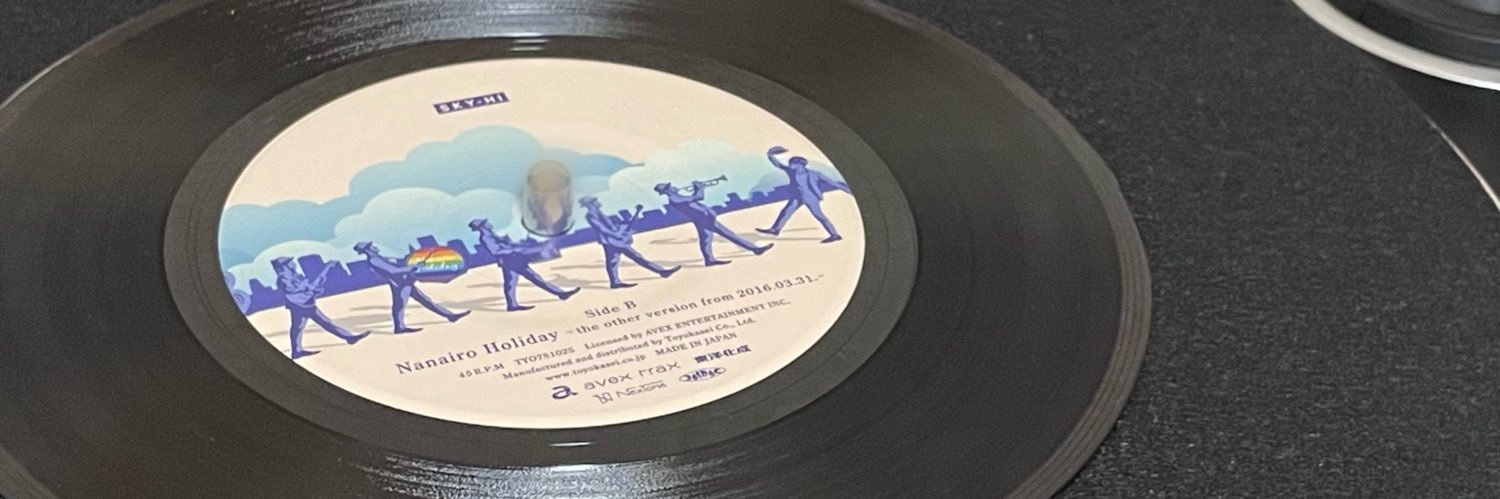 SKY-HI
Side B
Nanairo Holiday ～the other version from 2016.03.31.～
45 R.P.M TYO7S1025 Licensed by AVEX ENTERTAINMENT INC.
Manufactured and distributed by Toyokasei Co., Ltd.
www.toyokasei.co.jp MADE IN JAPAN
a avex trax 東洋化成
NexTone